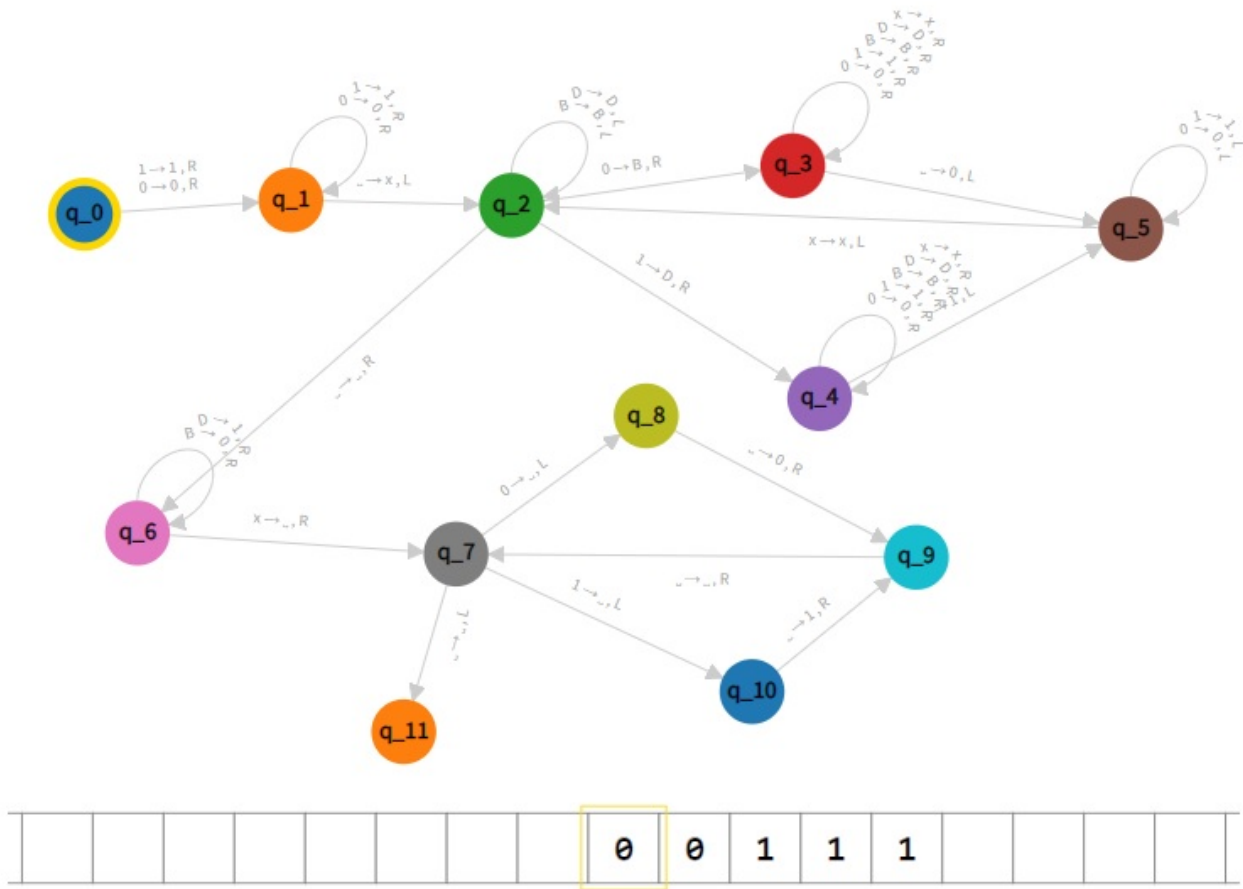 x→x,R
D→D,R
B→B,R
1→1,R
0→0,R
1→1,R
0→0,R
D→D,L
B→B,L
1→1,L
0→0,L
1→1,R
0→0,R
0→B,R
q_3
˽→x,L
˽→0,L
q_0
q_1
q_2
q_5
x→x,L
1→D,R
x→x,R
D→D,R
B→B,R
1→1,R
0→0,R
˽→1,L
˽→˽,R
q_4
q_8
D→1,R
B→0,R
0→˽,L
˽→0,R
q_6
x→˽,R
q_7
q_9
1→˽,L
˽→˽,R
˽→1,R
˽→˽,L
q_10
q_11
0 0 1 1 1